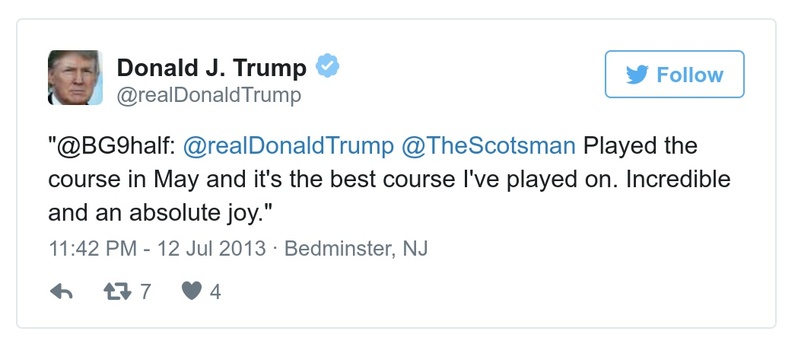 Donald J. Trump
@realDonaldTrump
Follow
"@BG9half: @realDonaldTrump @TheScotsman Played the
course in May and it's the best course I've played on. Incredible
and an absolute joy."
11:42 PM - 12 Jul 2013 · Bedminster, NJ
7 4